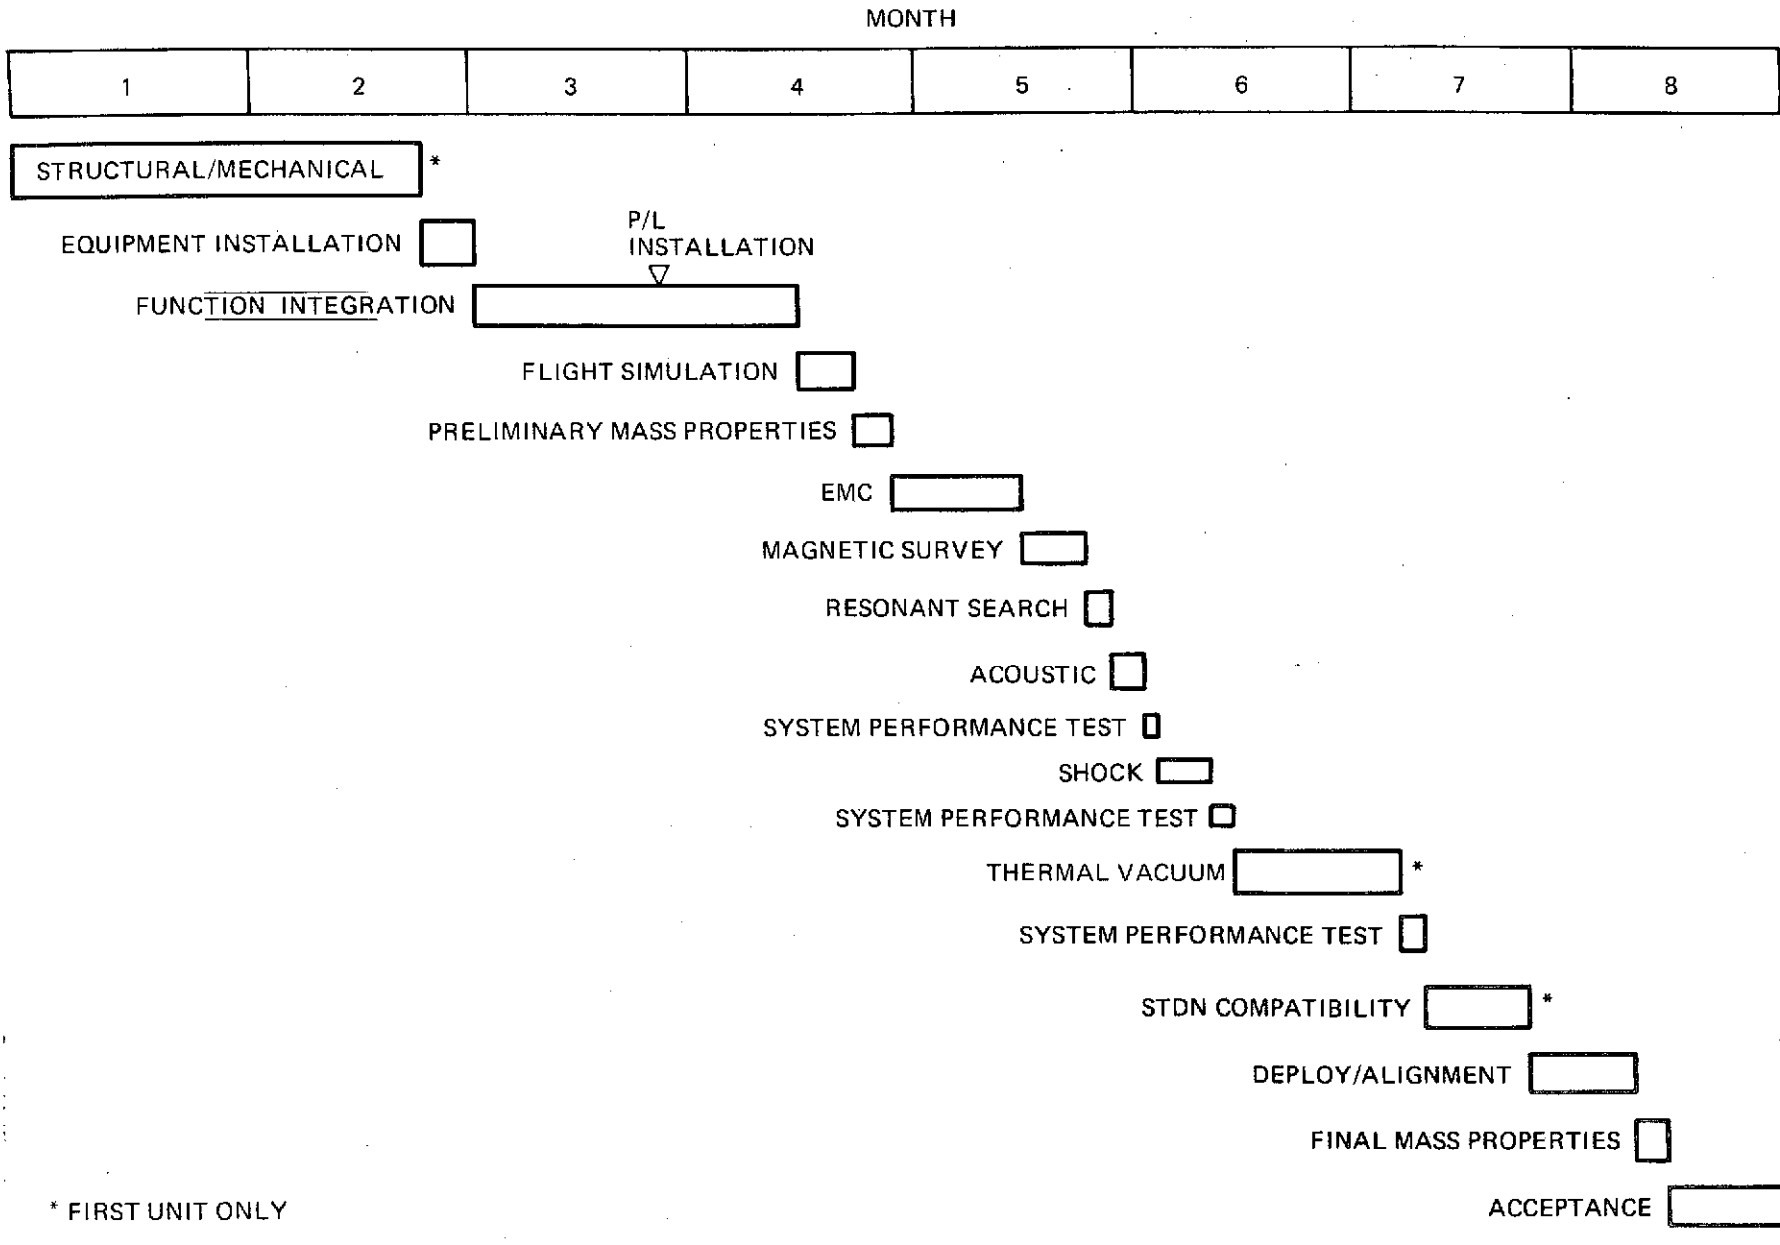 MONTH
1 2 3 4 5 6 7 8
STRUCTURAL/MECHANICAL *
P/L
EQUIPMENT INSTALLATION INSTALLATION
FUNCTION INTEGRATION
FLIGHT SIMULATION
PRELIMINARY MASS PROPERTIES
EMC
MAGNETIC SURVEY
RESONANT SEARCH
ACOUSTIC
SYSTEM PERFORMANCE TEST
SHOCK
SYSTEM PERFORMANCE TEST
THERMAL VACUUM *
SYSTEM PERFORMANCE TEST
STDN COMPATIBILITY *
DEPLOY/ALIGNMENT
FINAL MASS PROPERTIES
ACCEPTANCE
* FIRST UNIT ONLY